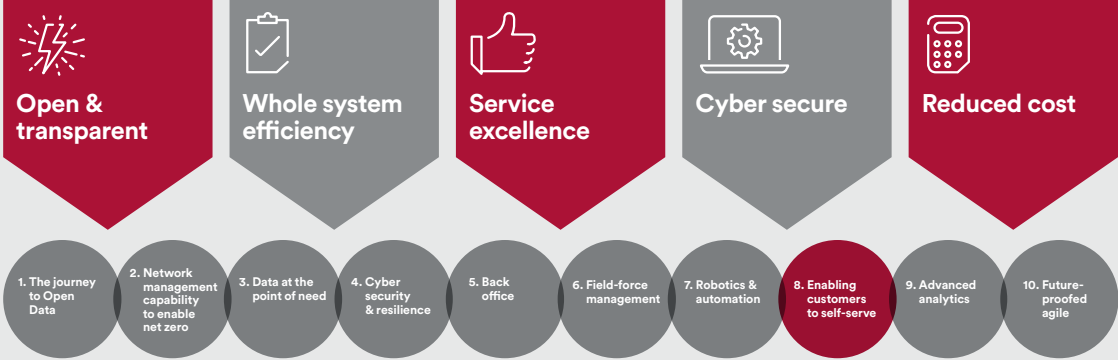 Open &
transparent
Whole system
efficiency
Service
excellence
Cyber secure
Reduced cost
1. The journey
to Open
Data
2. Network
management
capability
to enable
net zero
3. Data at the
point of need
4. Cyber
security
& resilience
5. Back
office
6. Field-force
management
7. Robotics &
automation
8. Enabling
customers
to self-serve
9. Advanced
analytics
10. Future-
proofed
agile